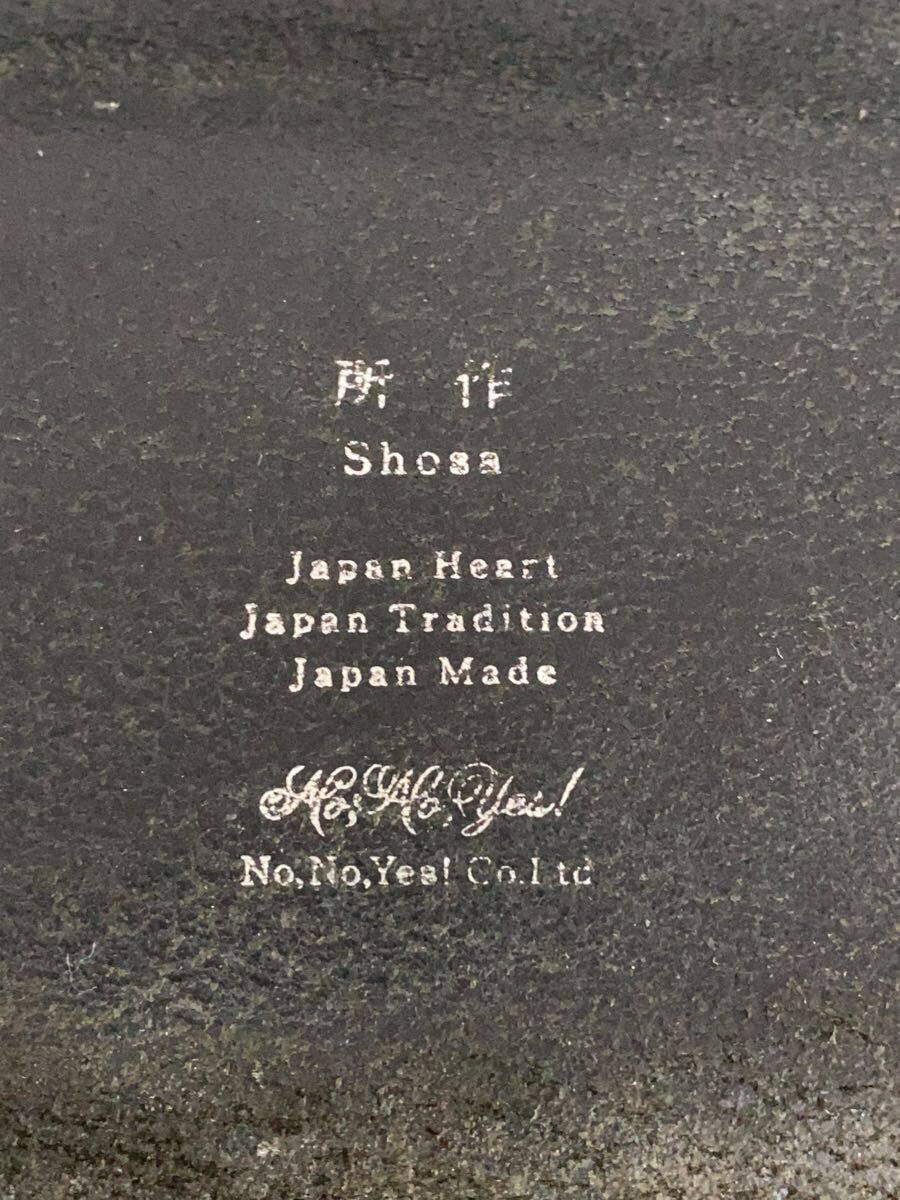 所作
Shosa
Japan Heart
Japan Tradition
Japan Made
No,No,Yes!
No,No,Yes! Co.Ltd